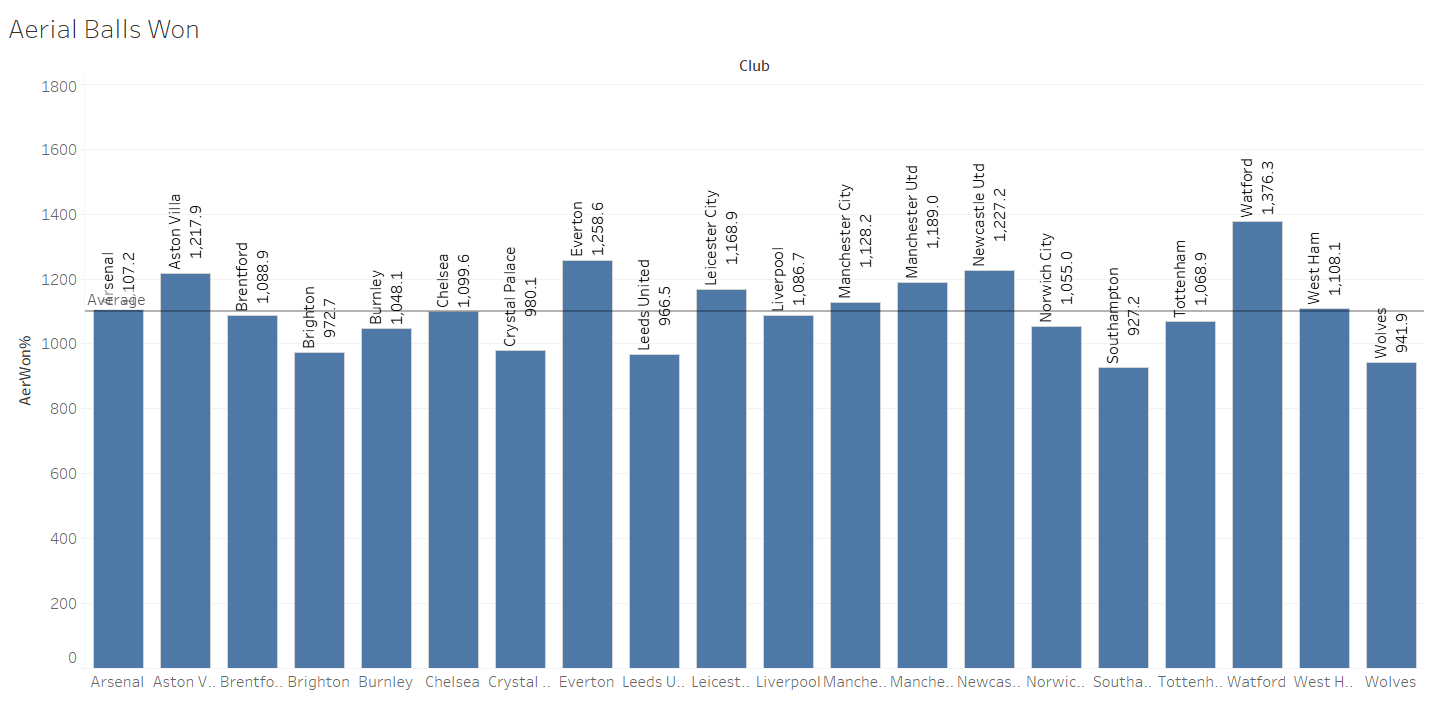 Aerial Balls Won
Club
1800
1600
1400
1200
1000
800
600
400
200
0
AerWon%
Average
Arsenal
1,107.2
Aston Villa
1,217.9
Brentford
1,088.9
Brighton
972.7
Burnley
1,048.1
Chelsea
1,099.6
Crystal Palace
980.1
Everton
1,258.6
Leeds United
966.5
Leicester City
1,168.9
Liverpool
1,086.7
Manchester City
1,128.2
Manchester Utd
1,189.0
Newcastle Utd
1,227.2
Norwich City
1,055.0
Southampton
927.2
Tottenham
1,068.9
Watford
1,376.3
West Ham
1,108.1
Wolves
941.9
Arsenal Aston V.. Brentfo.. Brighton Burnley Chelsea Crystal .. Everton Leeds U.. Leicest.. Liverpool Manche.. Manche.. Newcas.. Norwic.. Southa.. Tottenh.. Watford West H.. Wolves